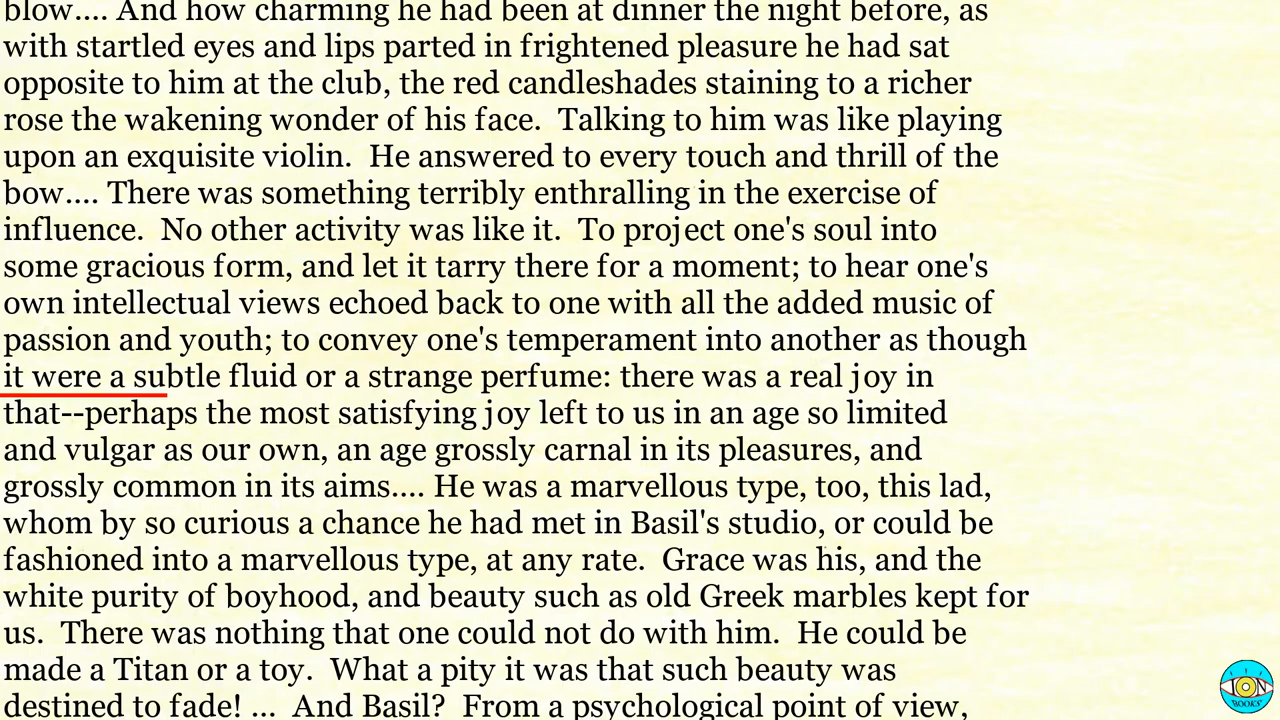 blow.... And how charming he had been at dinner the night before, as
with startled eyes and lips parted in frightened pleasure he had sat
opposite to him at the club, the red candleshades staining to a richer
rose the wakening wonder of his face.  Talking to him was like playing
upon an exquisite violin.  He answered to every touch and thrill of the
bow.... There was something terribly enthralling in the exercise of
influence.  No other activity was like it.  To project one's soul into
some gracious form, and let it tarry there for a moment; to hear one's
own intellectual views echoed back to one with all the added music of
passion and youth; to convey one's temperament into another as though
it were a subtle fluid or a strange perfume: there was a real joy in
that--perhaps the most satisfying joy left to us in an age so limited
and vulgar as our own, an age grossly carnal in its pleasures, and
grossly common in its aims.... He was a marvellous type, too, this lad,
whom by so curious a chance he had met in Basil's studio, or could be
fashioned into a marvellous type, at any rate.  Grace was his, and the
white purity of boyhood, and beauty such as old Greek marbles kept for
us.  There was nothing that one could not do with him.  He could be
made a Titan or a toy.  What a pity it was that such beauty was
destined to fade! ...  And Basil?  From a psychological point of view,
ION
BOOKS